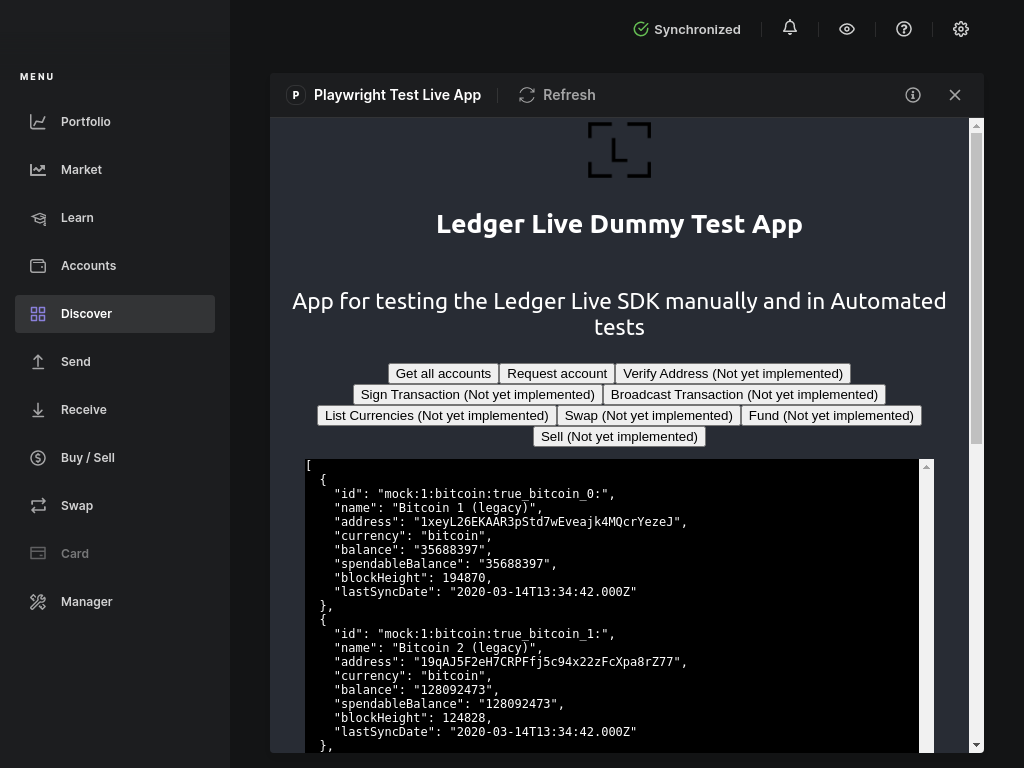 Synchronized
MENU
Portfolio
Market
Learn
Accounts
Discover
Send
Receive
Buy / Sell
Swap
Card
Manager
P Playwright Test Live App
Refresh
L
Ledger Live Dummy Test App
App for testing the Ledger Live SDK manually and in Automated
tests
Get all accounts Request account Verify Address (Not yet implemented)
Sign Transaction (Not yet implemented) Broadcast Transaction (Not yet implemented)
List Currencies (Not yet implemented) Swap (Not yet implemented) Fund (Not yet implemented)
Sell (Not yet implemented)
[
{
"id": "mock:1:bitcoin:true_bitcoin_0:",
"name": "Bitcoin 1 (legacy)",
"address": "1xeyL26EKAAR3pStd7wEveajk4MQcrYezeJ",
"currency": "bitcoin",
"balance": "35688397",
"spendableBalance": "35688397",
"blockHeight": 194870,
"lastSyncDate": "2020-03-14T13:34:42.000Z"
},
{
"id": "mock:1:bitcoin:true_bitcoin_1:",
"name": "Bitcoin 2 (legacy)",
"address": "19qAJ5F2eH7CRPFfj5c94x22zFcXpa8rZ77",
"currency": "bitcoin",
"balance": "128092473",
"spendableBalance": "128092473",
"blockHeight": 124828,
"lastSyncDate": "2020-03-14T13:34:42.000Z"
},